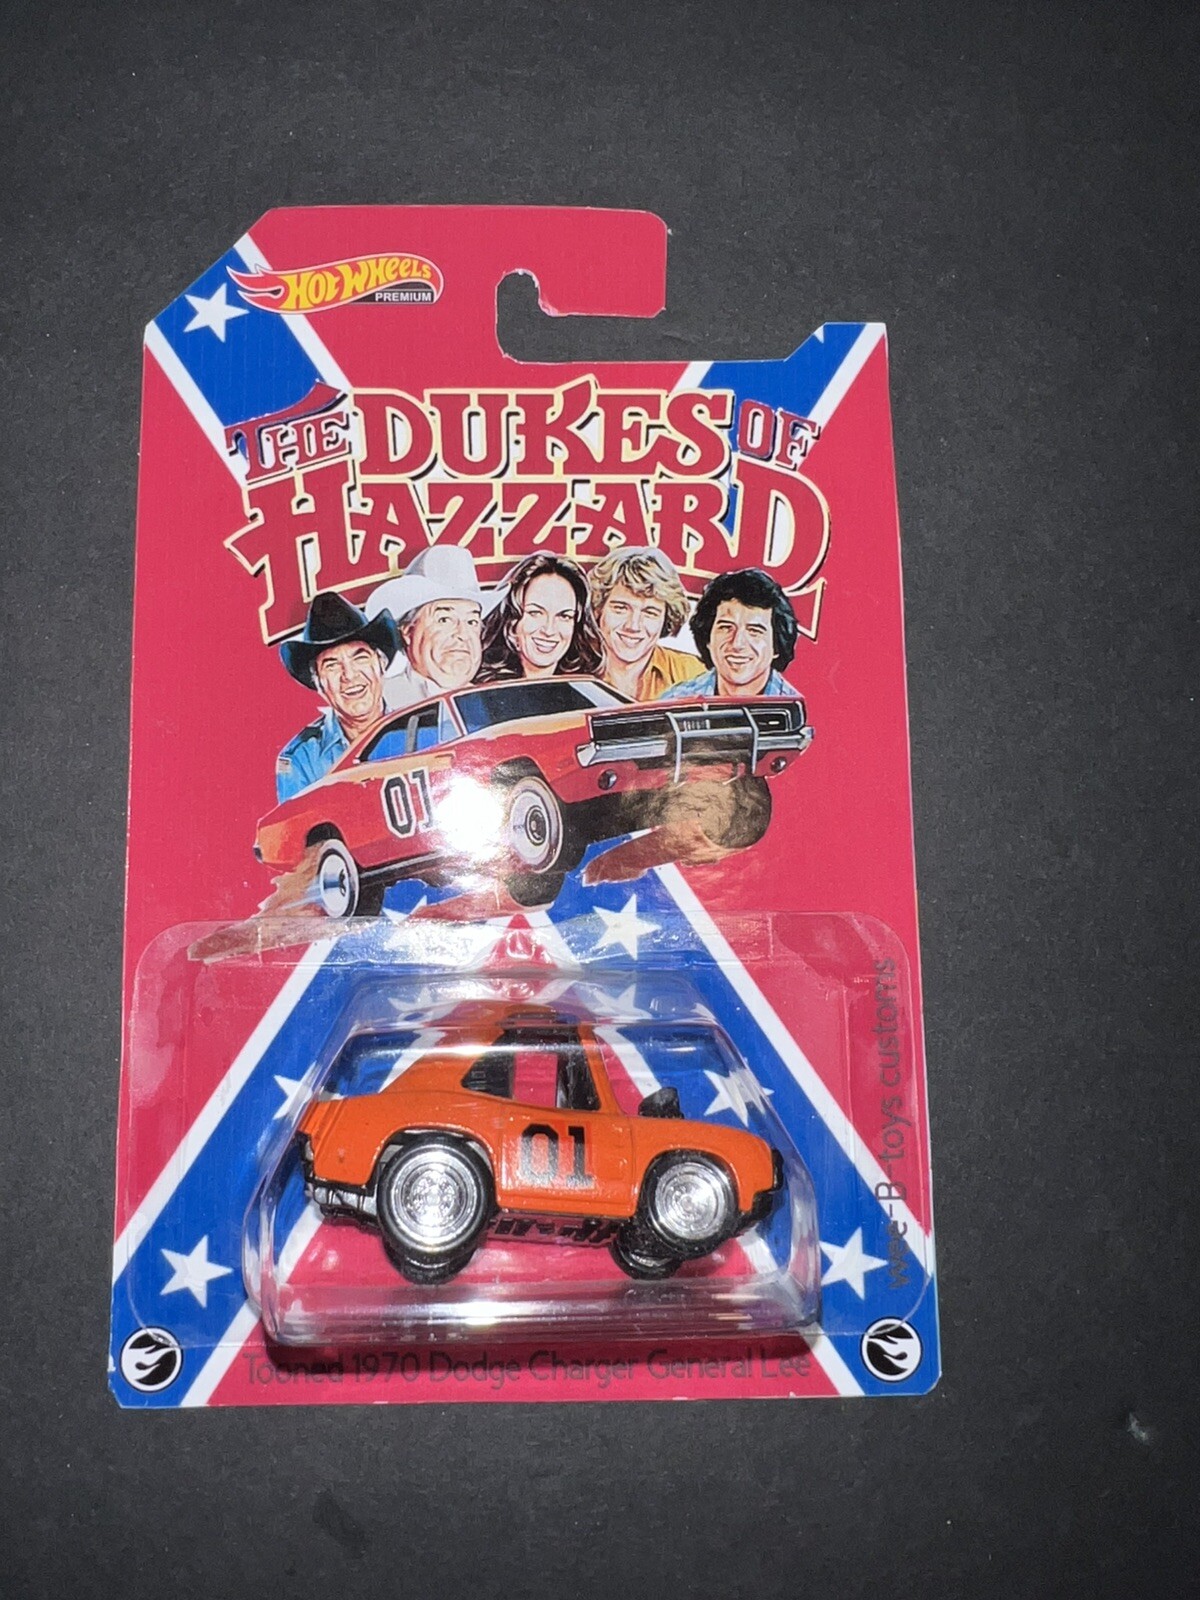 HOT WHEELS
PREMIUM
THE DUKES OF
HAZZARD
01
01
wee-B-toys customs
Tooned 1970 Dodge Charger General Lee